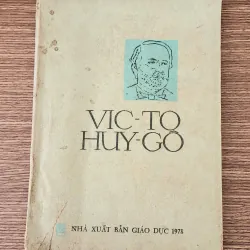 VIC-TO
HUY-GÔ
NHÀ XUẤT BẢN GIÁO DỤC 1978